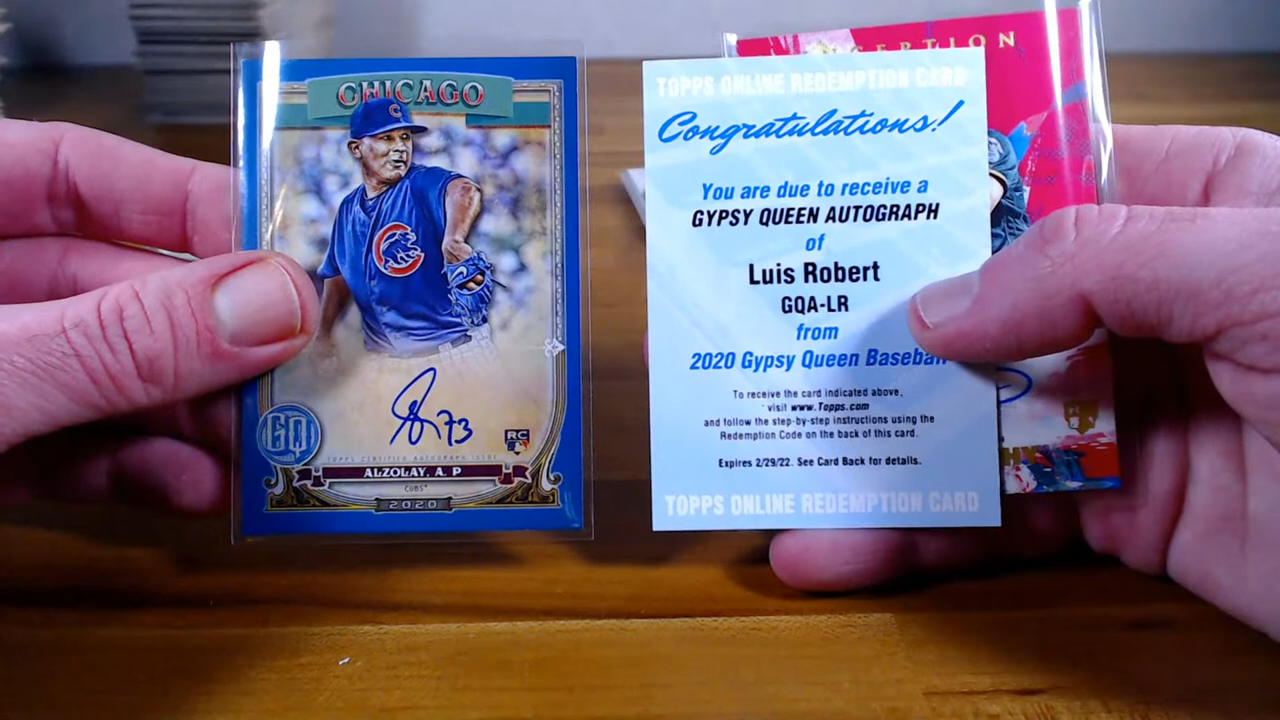 CHICAGO
C
C
73
GQ
RC
TOPPS CERTIFIED AUTOGRAPH ISSUE
ALZOLAY, A. P
CUBS
2020
INCEPTION
TOPPS ONLINE REDEMPTION CARD
Congratulations!
You are due to receive a
GYPSY QUEEN AUTOGRAPH
of
Luis Robert
GQA-LR
from
2020 Gypsy Queen
To receive the card indicated above,
visit www.Topps.com
and follow the step-by-step instructions using the
Redemption Code on the back of this card.
Expires 2/29/22. See Card Back for details.
TOPPS ONLINE REDEMPTION CARD